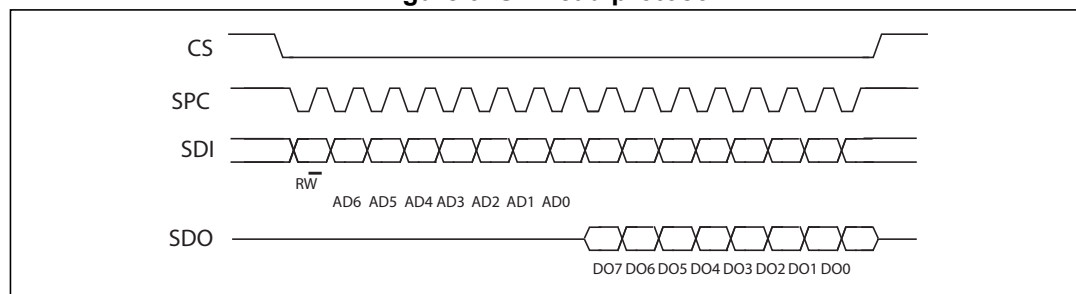 CS
SPC
SDI
RW
AD6 AD5 AD4 AD3 AD2 AD1 AD0
SDO
DO7 DO6 DO5 DO4 DO3 DO2 DO1 DO0